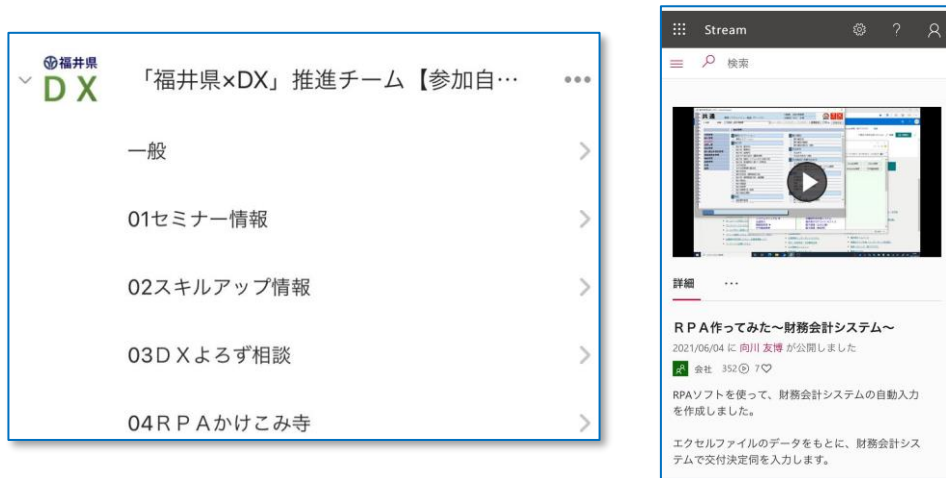 福井県
DX
「福井県×DX」推進チーム【参加自…
一般
01セミナー情報
02スキルアップ情報
03DXよろず相談
04RPAかけこみ寺
Stream
検索
共通
詳細
RPA作ってみた～財務会計システム～
2021/06/04 に 向川 友博 が公開しました
会社 352 7
RPAソフトを使って、財務会計システムの自動入力
を作成しました。
エクセルファイルのデータをもとに、財務会計シス
テムで交付決定伺を入力します。